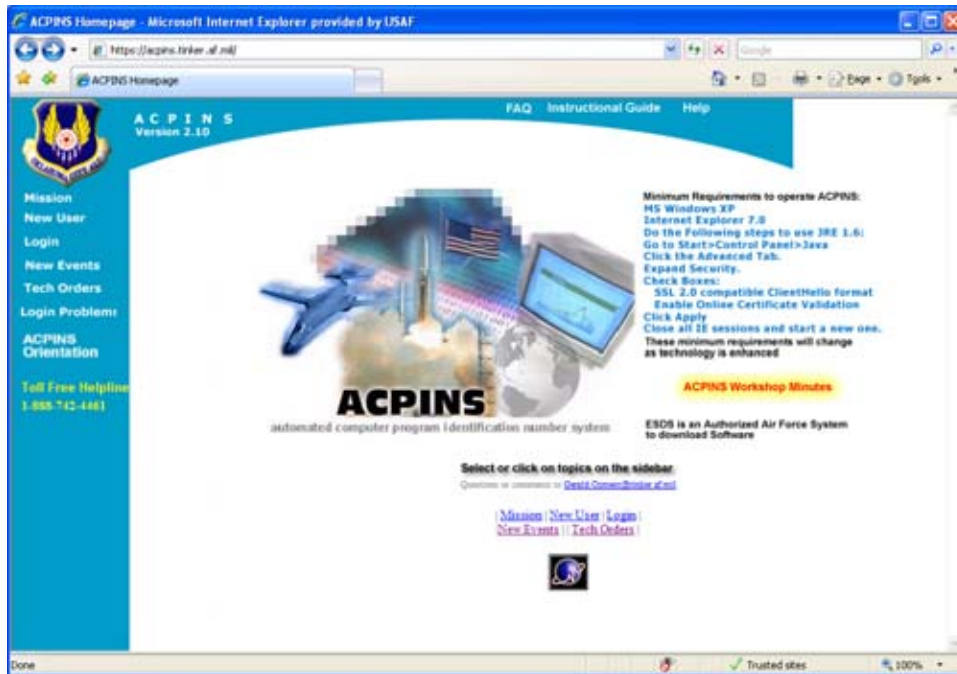 ACPINS Homepage - Microsoft Internet Explorer provided by USAF
https://acpins.tinker.af.mil/
Google
ACPINS Homepage
Page
Tools
ACPINS
Version 2.10
FAQ Instructional Guide Help
Mission
New User
Login
New Events
Tech Orders
Login Problems
ACPINS
Orientation
Toll Free Helpline
1-888-742-4461
Minimum Requirements to operate ACPINS:
MS Windows XP
Internet Explorer 7.0
Do the Following steps to use JRE 1.6:
Go to Start>Control Panel>Java
Click the Advanced Tab.
Expand Security.
Check Boxes:
SSL 2.0 compatible ClientHello format
Enable Online Certificate Validation
Click Apply
Close all IE sessions and start a new one.
These minimum requirements will change
as technology is enhanced
ACPINS Workshop Minutes
ESDS is an Authorized Air Force System
to download Software
ACPINS
automated computer program identification number system
Select or click on topics on the sidebar.
Questions or comments to
| Mission | New User | Login |
New Events | | Tech Orders |
Done
Trusted sites
100%